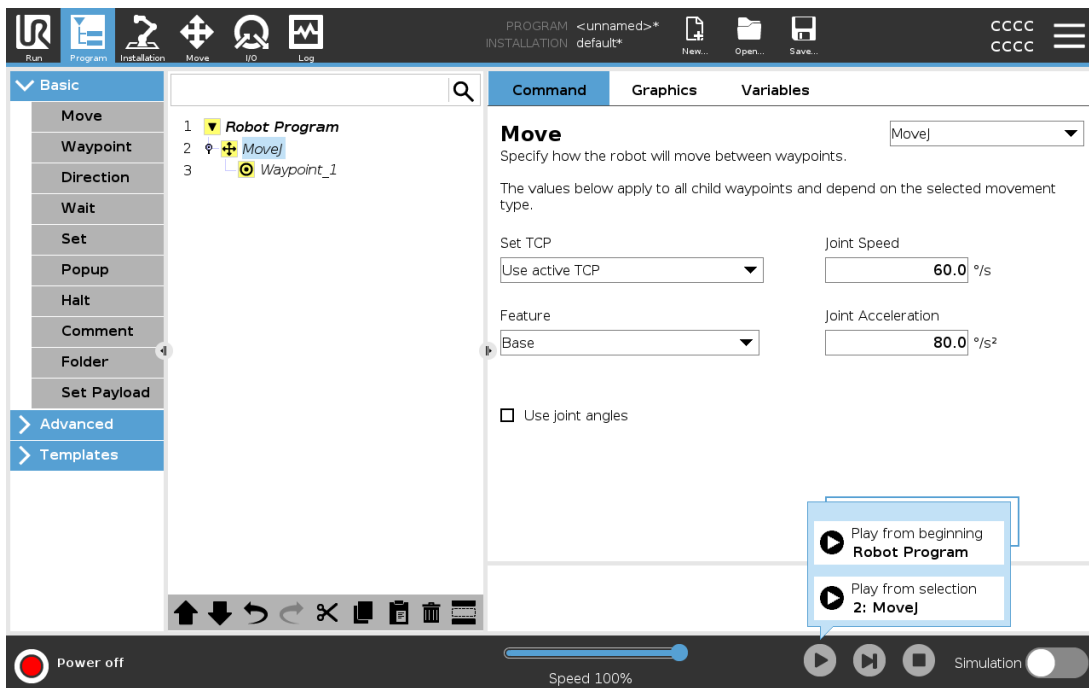 UR
PROGRAM <unnamed>*
INSTALLATION default*
CCCC
CCCC
Run
Program
Installation
Move
I/O
Log
New...
Open...
Save...
Basic
Move
Waypoint
Direction
Wait
Set
Popup
Halt
Comment
Folder
Set Payload
Advanced
Templates
1 Robot Program
2 MoveJ
3 Waypoint_1
Command
Graphics
Variables
Move
MoveJ
Specify how the robot will move between waypoints.
The values below apply to all child waypoints and depend on the selected movement
type.
Set TCP
Joint Speed
Use active TCP
60.0 °/s
Feature
Joint Acceleration
Base
80.0 °/s²
Use joint angles
Play from beginning
Robot Program
Play from selection
2: MoveJ
Power off
Speed 100%
Simulation